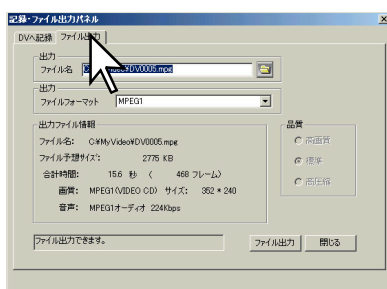 記録・ファイル出力パネル
DVへ記録 ファイル出力
出力
ファイル名 C:¥MyVideo¥DV0005.mpg
出力
ファイルフォーマット MPEG1
出力ファイル情報
ファイル名: C:¥MyVideo¥DV0005.mpg
ファイル予想サイズ: 2775 KB
合計時間: 15.6 秒 ( 468 フレーム)
画質: MPEG1(VIDEO CD) サイズ: 352 * 240
音声: MPEG1オーディオ 224Kbps
品質
高画質
標準
高圧縮
ファイル出力できます。
ファイル出力 閉じる